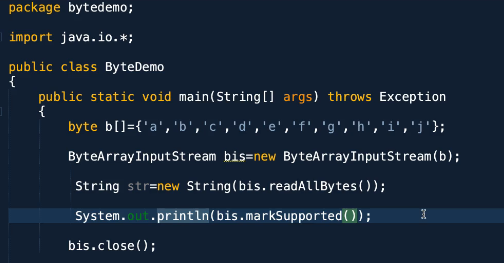 package bytedemo;
import java.io.*;
public class ByteDemo
{
public static void main(String[] args) throws Exception
{
byte b[]={'a','b','c','d','e','f','g','h','i','j'};
ByteArrayInputStream bis=new ByteArrayInputStream(b);
String str=new String(bis.readAllBytes());
System.out.println(bis.markSupported());
bis.close();